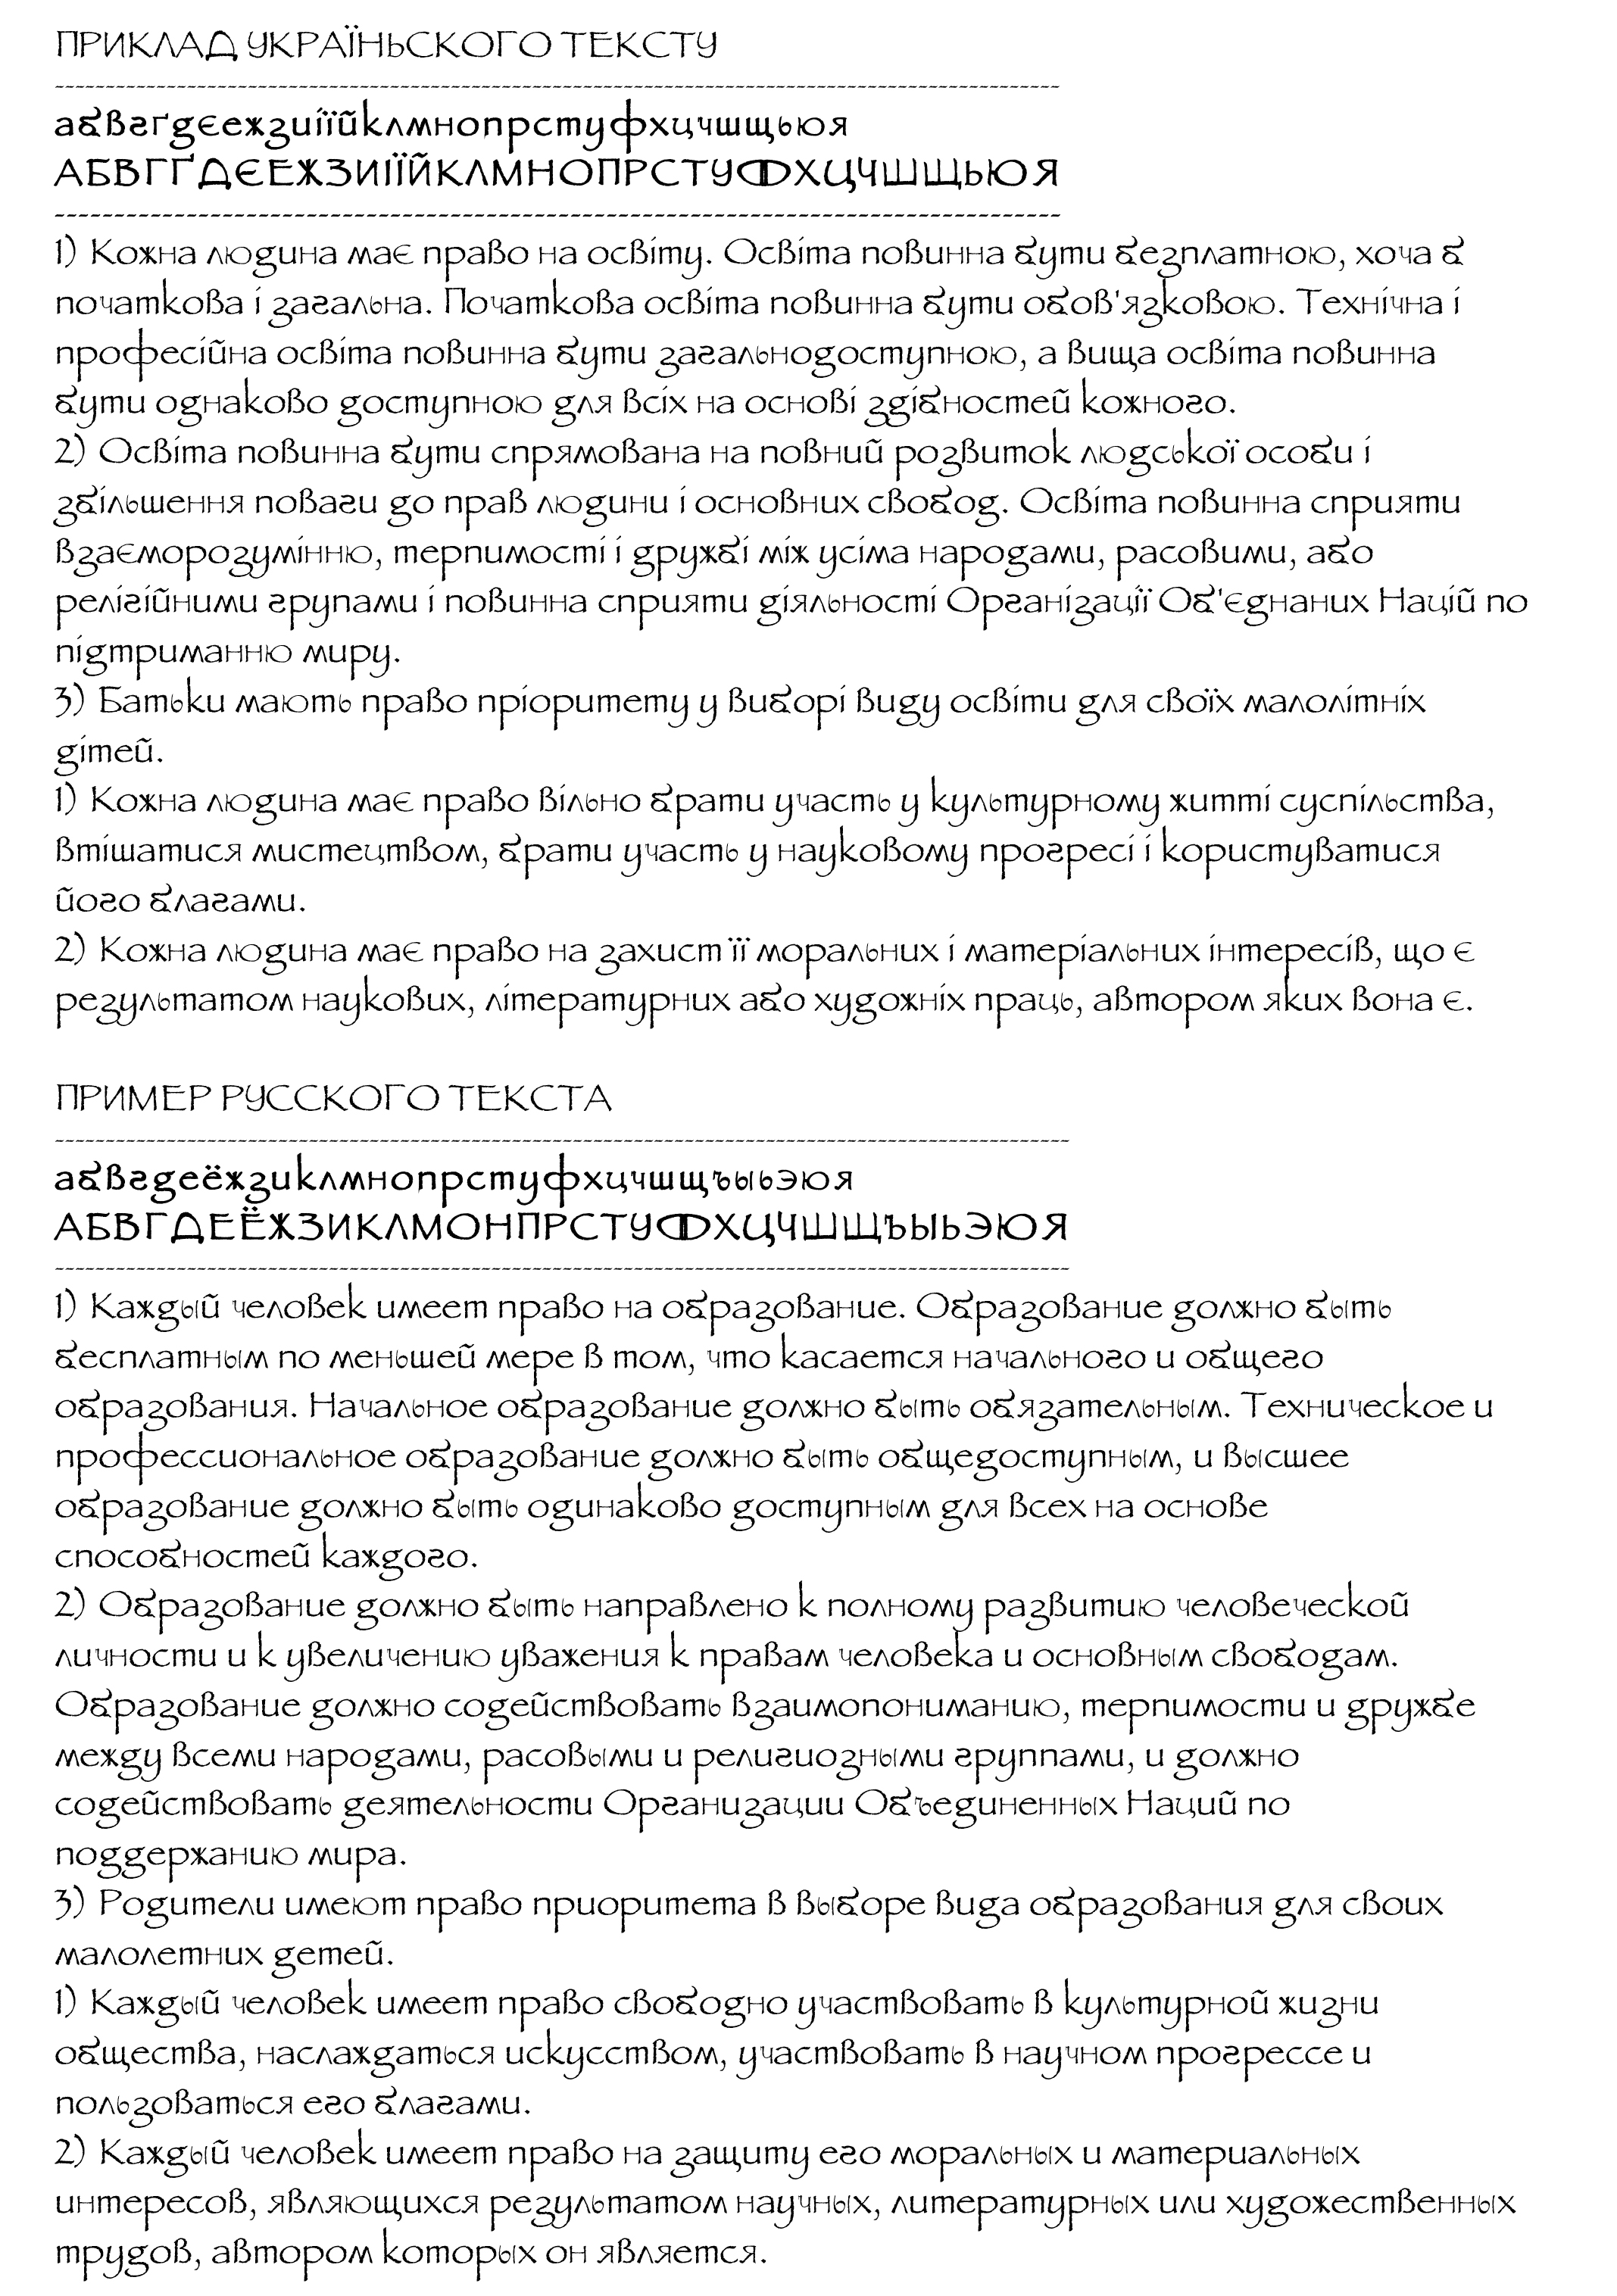 ПРИКЛАД УКРАЇНЬСКОГО ТЕКСТУ
абвгґдєежзиіїйклмнопрстуфхцчшщьюя
АБВГҐДЄЕЖЗИІЇЙКЛМНОПРСТУФХЦЧШЩЬЮЯ
1) Кожна людина має право на освіту. Освіта повинна бути безплатною, хоча б
початкова і загальна. Початкова освіта повинна бути обов'язковою. Технічна і
професійна освіта повинна бути загальнодоступною, а вища освіта повинна
бути однаково доступною для всіх на основі здібностей кожного.
2) Освіта повинна бути спрямована на повний розвиток людської особи і
збільшення поваги до прав людини і основних свобод. Освіта повинна сприяти
взаєморозумінню, терпимості і дружбі між усіма народами, расовими, або
релігійними групами і повинна сприяти діяльності Організації Об'єднаних Націй по
підтриманню миру.
3) Батьки мають право пріоритету у виборі виду освіти для своїх малолітніх
дітей.
1) Кожна людина має право вільно брати участь у культурному житті суспільства,
втішатися мистецтвом, брати участь у науковому прогресі і користуватися
його благами.
2) Кожна людина має право на захист її моральних і матеріальних інтересів, що є
результатом наукових, літературних або художніх праць, автором яких вона є.
ПРИМЕР РУССКОГО ТЕКСТА
абвгдеёжзиклмнопрстуфхцчшщъыьэюя
АБВГДЕЁЖЗИКЛМОНПРСТУФХЦЧШЩЪЫЬЭЮЯ
1) Каждый человек имеет право на образование. Образование должно быть
бесплатным по меньшей мере в том, что касается начального и общего
образования. Начальное образование должно быть обязательным. Техническое и
профессиональное образование должно быть общедоступным, и высшее
образование должно быть одинаково доступным для всех на основе
способностей каждого.
2) Образование должно быть направлено к полному развитию человеческой
личности и к увеличению уважения к правам человека и основным свободам.
Образование должно содействовать взаимопониманию, терпимости и дружбе
между всеми народами, расовыми и религиозными группами, и должно
содействовать деятельности Организации Объединенных Наций по
поддержанию мира.
3) Родители имеют право приоритета в выборе вида образования для своих
малолетних детей.
1) Каждый человек имеет право свободно участвовать в культурной жизни
общества, наслаждаться искусством, участвовать в научном прогрессе и
пользоваться его благами.
2) Каждый человек имеет право на защиту его моральных и материальных
интересов, являющихся результатом научных, литературных или художественных
трудов, автором которых он является.